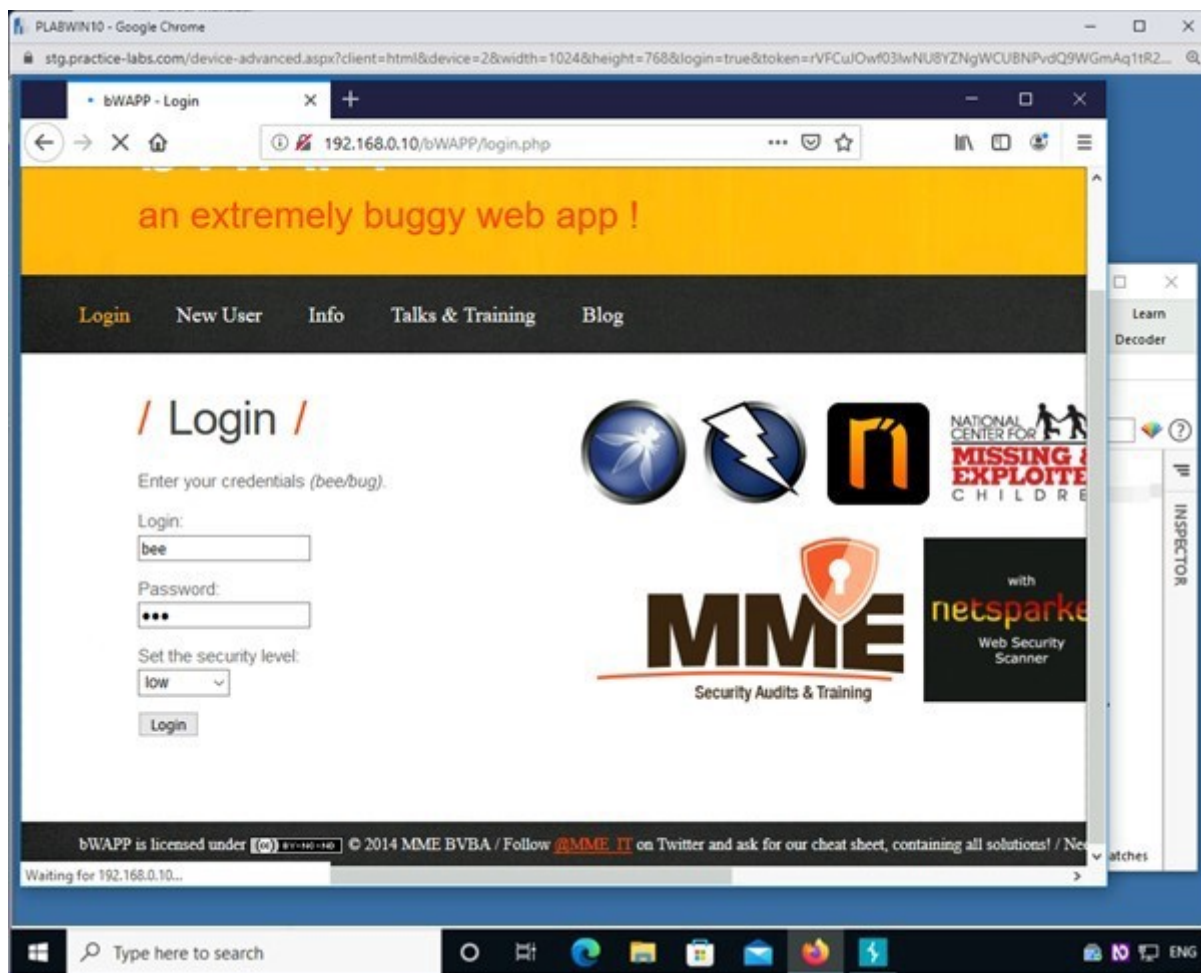 PLABWIN10 - Google Chrome
stg.practice-labs.com/device-advanced.aspx?client=html&device=2&width=1024&height=768&login=true&token=rVFCuJOwf03IwNU8YZNgWCUBNPvdQ9WGmAq1tR2...
bWAPP - Login
192.168.0.10/bWAPP/login.php
an extremely buggy web app !
Login New User Info Talks & Training Blog
Learn
Decoder
/ Login /
Enter your credentials (bee/bug).
Login:
bee
Password:
•••
Set the security level:
low
Login
NATIONAL
CENTER FOR
MISSING &
EXPLOITE
CHILDRE
MME
Security Audits & Training
with
netsparke
Web Security
Scanner
INSPECTOR
bWAPP is licensed under (cc) BY-NC-ND © 2014 MME BVBA / Follow @MME_IT on Twitter and ask for our cheat sheet, containing all solutions! / Nee
atches
Waiting for 192.168.0.10...
Type here to search
ENG